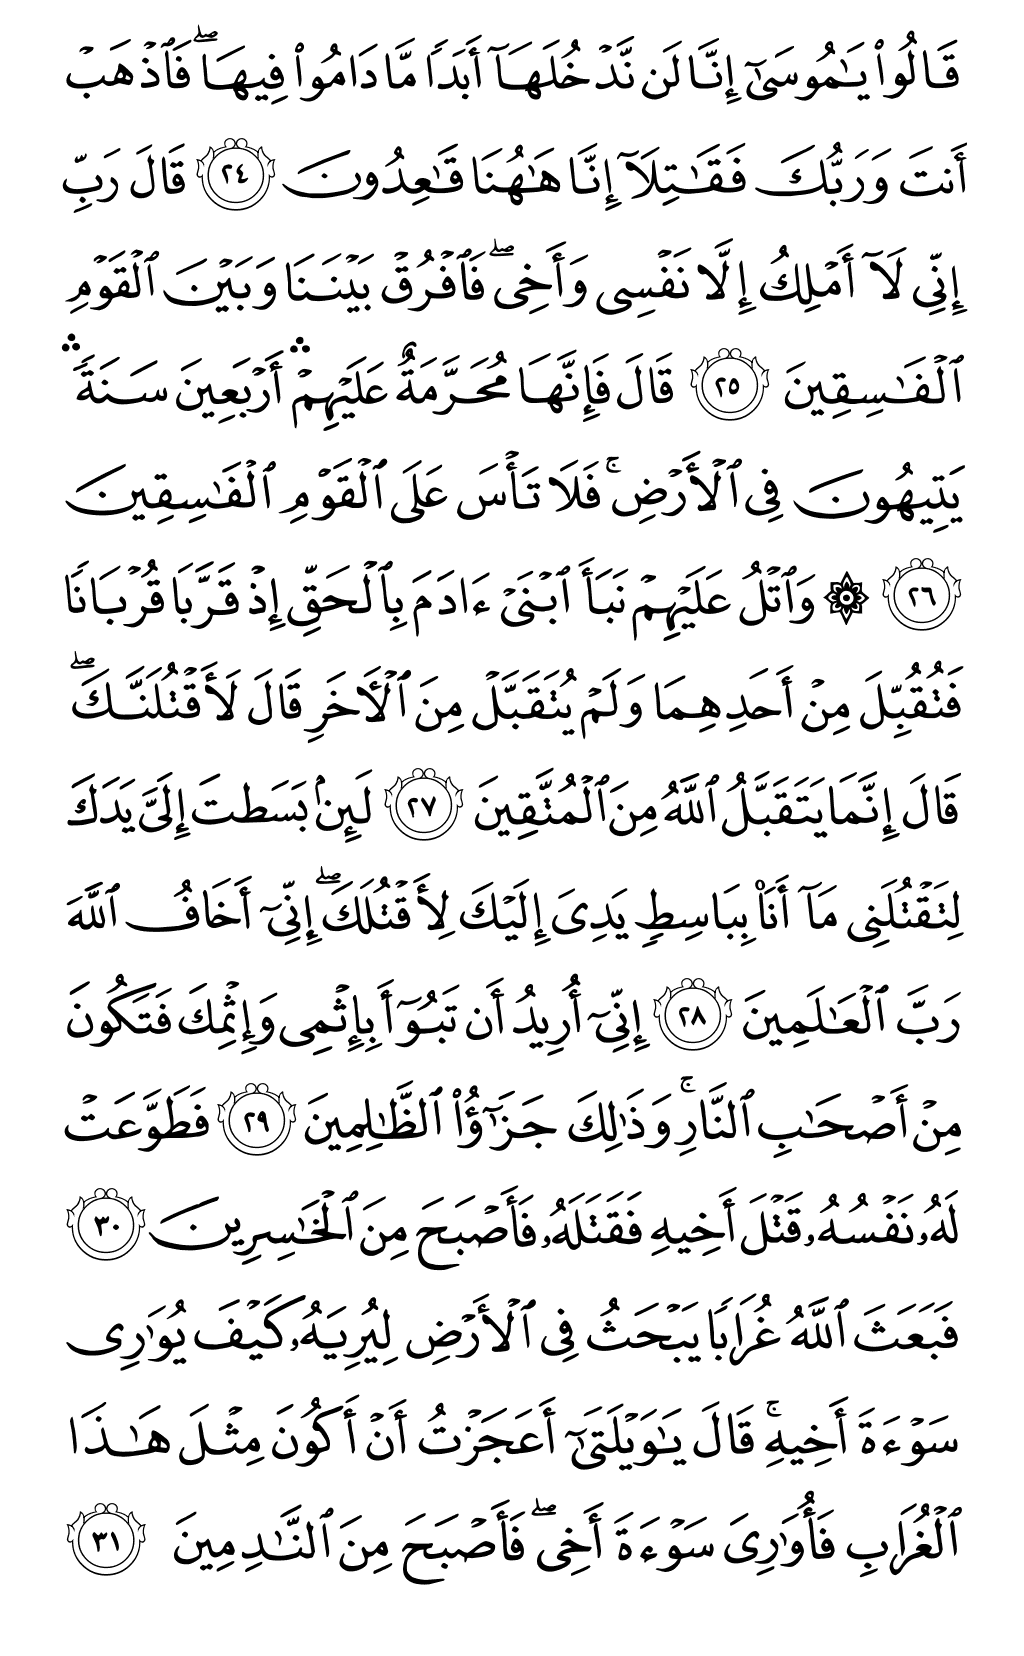 قَالُوا۟ يَـٰمُوسَىٰٓ إِنَّا لَن نَّدْخُلَهَآ أَبَدًا مَّا دَامُوا۟ فِيهَا ۖ فَٱذْهَبْ
أَنتَ وَرَبُّكَ فَقَـٰتِلَآ إِنَّا هَـٰهُنَا قَـٰعِدُونَ ٢٤ قَالَ رَبِّ
إِنِّى لَآ أَمْلِكُ إِلَّا نَفْسِى وَأَخِى ۖ فَٱفْرُقْ بَيْنَنَا وَبَيْنَ ٱلْقَوْمِ
ٱلْفَـٰسِقِينَ ٢٥ قَالَ فَإِنَّهَا مُحَرَّمَةٌ عَلَيْهِمْ ۛ أَرْبَعِينَ سَنَةً ۛ
يَتِيهُونَ فِى ٱلْأَرْضِ ۚ فَلَا تَأْسَ عَلَى ٱلْقَوْمِ ٱلْفَـٰسِقِينَ
٢٦ ۞ وَٱتْلُ عَلَيْهِمْ نَبَأَ ٱبْنَىْ ءَادَمَ بِٱلْحَقِّ إِذْ قَرَّبَا قُرْبَانًا
فَتُقُبِّلَ مِنْ أَحَدِهِمَا وَلَمْ يُتَقَبَّلْ مِنَ ٱلْـَٔاخَرِ قَالَ لَأَقْتُلَنَّكَ ۖ
قَالَ إِنَّمَا يَتَقَبَّلُ ٱللَّهُ مِنَ ٱلْمُتَّقِينَ ٢٧ لَئِنۢ بَسَطتَ إِلَىَّ يَدَكَ
لِتَقْتُلَنِى مَآ أَنَا۠ بِبَاسِطٍ يَدِىَ إِلَيْكَ لِأَقْتُلَكَ ۖ إِنِّىٓ أَخَافُ ٱللَّهَ
رَبَّ ٱلْعَـٰلَمِينَ ٢٨ إِنِّىٓ أُرِيدُ أَن تَبُوٓأَ بِإِثْمِى وَإِثْمِكَ فَتَكُونَ
مِنْ أَصْحَـٰبِ ٱلنَّارِ ۚ وَذَٰلِكَ جَزَٰٓؤُا۟ ٱلظَّـٰلِمِينَ ٢٩ فَطَوَّعَتْ
لَهُۥ نَفْسُهُۥ قَتْلَ أَخِيهِ فَقَتَلَهُۥ فَأَصْبَحَ مِنَ ٱلْخَـٰسِرِينَ ٣٠
فَبَعَثَ ٱللَّهُ غُرَابًا يَبْحَثُ فِى ٱلْأَرْضِ لِيُرِيَهُۥ كَيْفَ يُوَٰرِى
سَوْءَةَ أَخِيهِ ۚ قَالَ يَـٰوَيْلَتَىٰٓ أَعَجَزْتُ أَنْ أَكُونَ مِثْلَ هَـٰذَا
ٱلْغُرَابِ فَأُوَٰرِىَ سَوْءَةَ أَخِى ۖ فَأَصْبَحَ مِنَ ٱلنَّـٰدِمِينَ ٣١